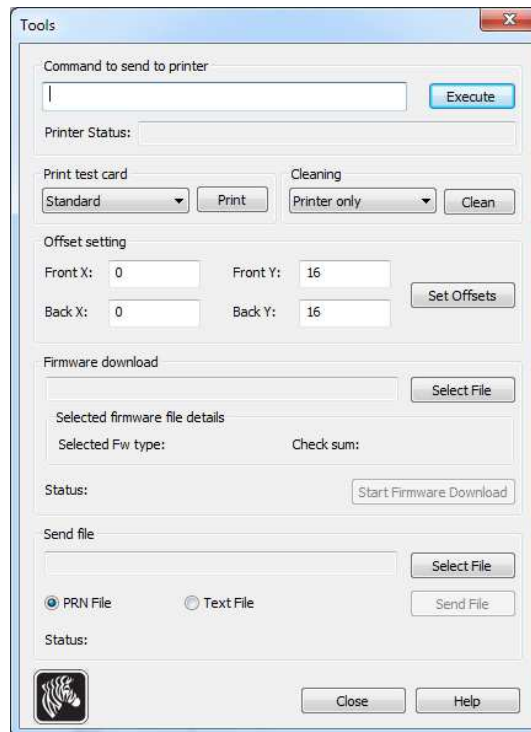 Tools
Command to send to printer
Execute
Printer Status:
Print test card
Cleaning
Standard
Print
Printer only
Clean
Offset setting
Front X: 0 Front Y: 16
Set Offsets
Back X: 0 Back Y: 16
Firmware download
Select File
Selected firmware file details
Selected Fw type: Check sum:
Status:
Start Firmware Download
Send file
Select File
PRN File Text File
Send File
Status:
Close
Help